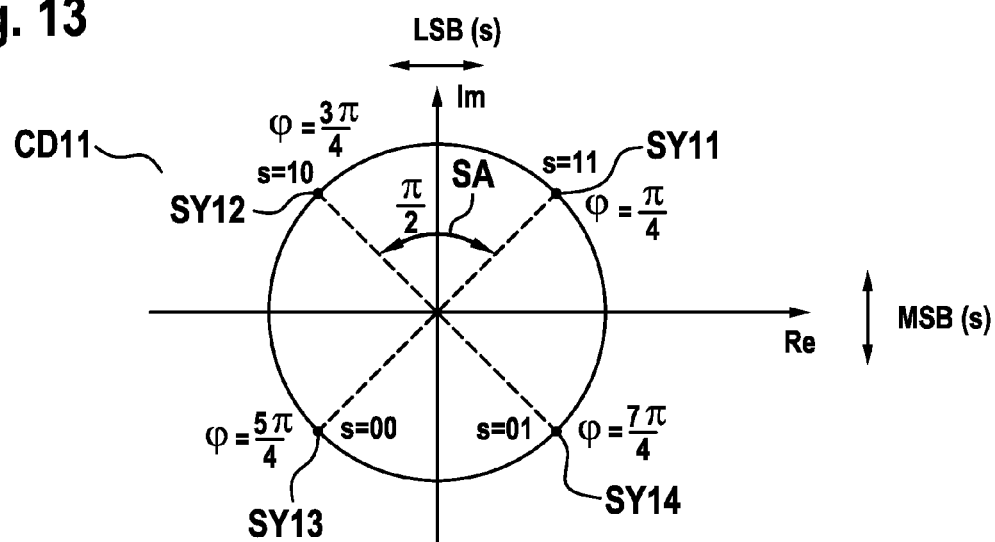 g. 13
LSB (s)
Im
φ = 3π/4
CD11
s=10
s=11
SY11
SA
SY12
π/2
φ = π/4
MSB (s)
Re
φ = 5π/4
s=00
s=01
φ = 7π/4
SY13
SY14